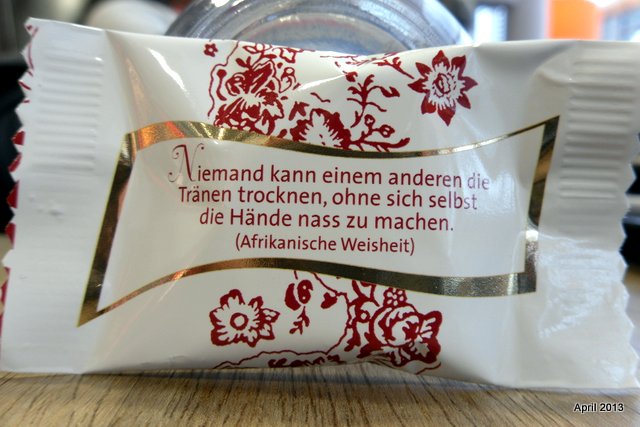 Niemand kann einem anderen die
Tränen trocknen, ohne sich selbst
die Hände nass zu machen.
(Afrikanische Weisheit)
April 2013